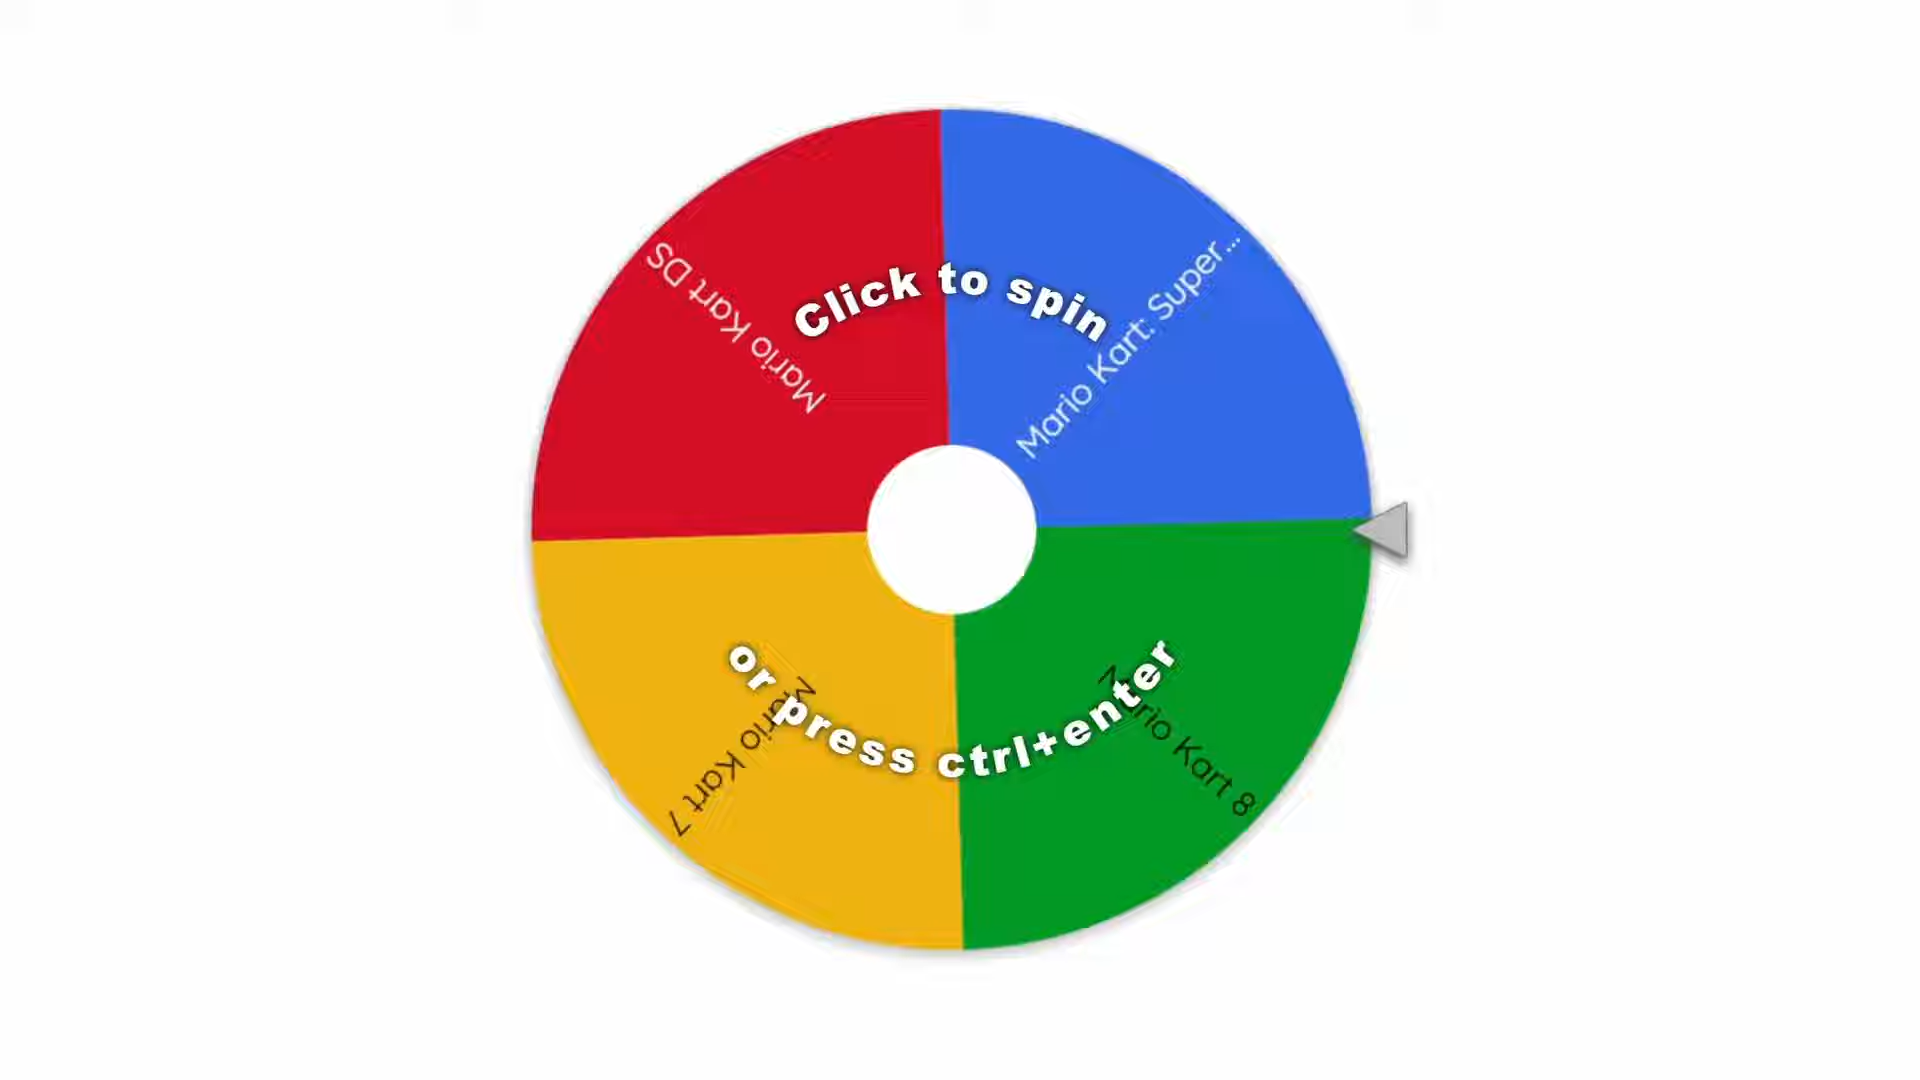 Click to spin
Mario Kart DS
Mario Kart: Super...
or press ctrl+enter
Mario Kart 7
Mario Kart 8